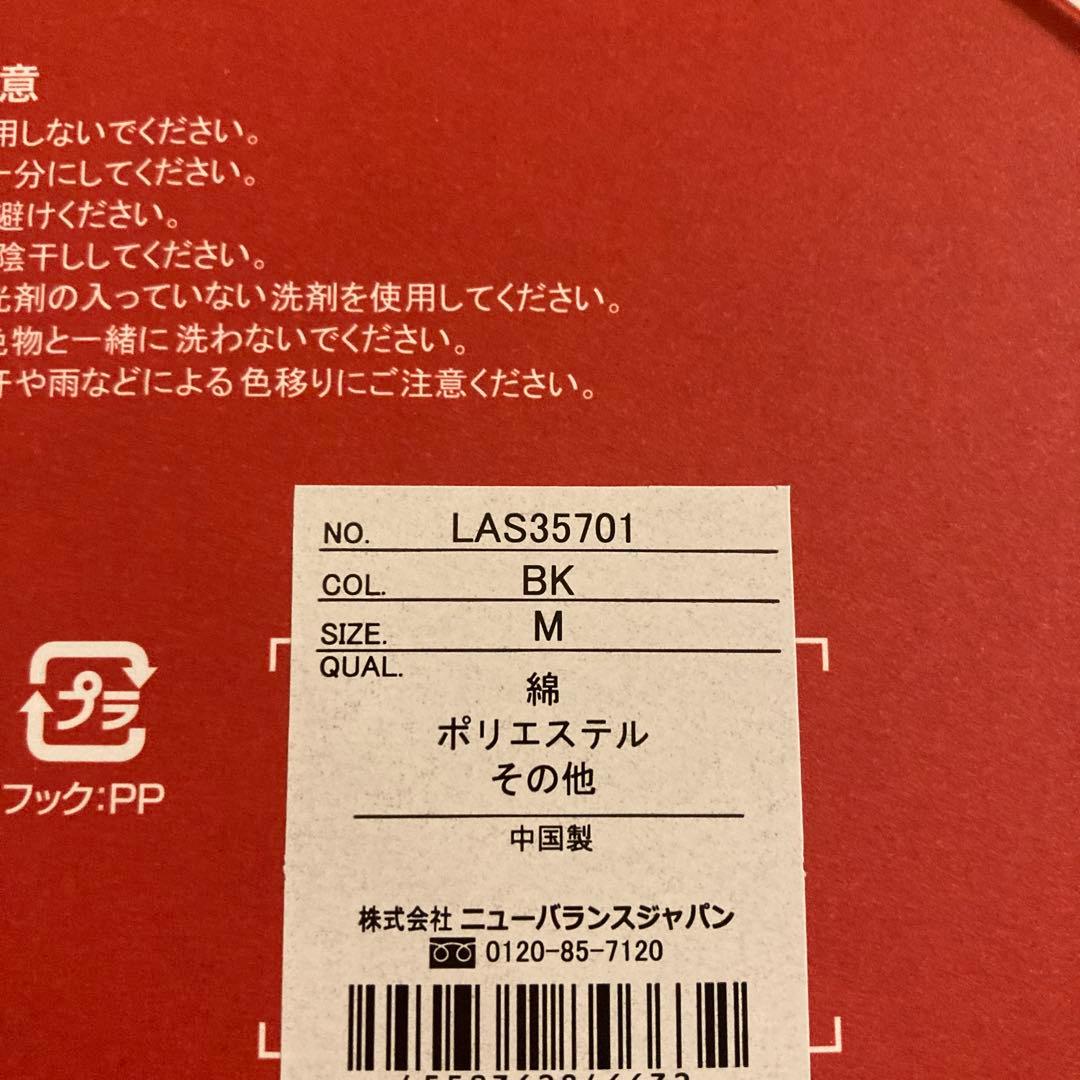 意
用しないでください。
一分にしてください。
避けください。
陰干ししてください。
光剤の入っていない洗剤を使用してください。
色物と一緒に洗わないでください。
汗や雨などによる色移りにご注意ください。
NO. LAS35701
COL. BK
SIZE. M
QUAL.
綿
ポリエステル
その他
中国製
プラ
フック:PP
株式会社 ニューバランスジャパン
0120-85-7120